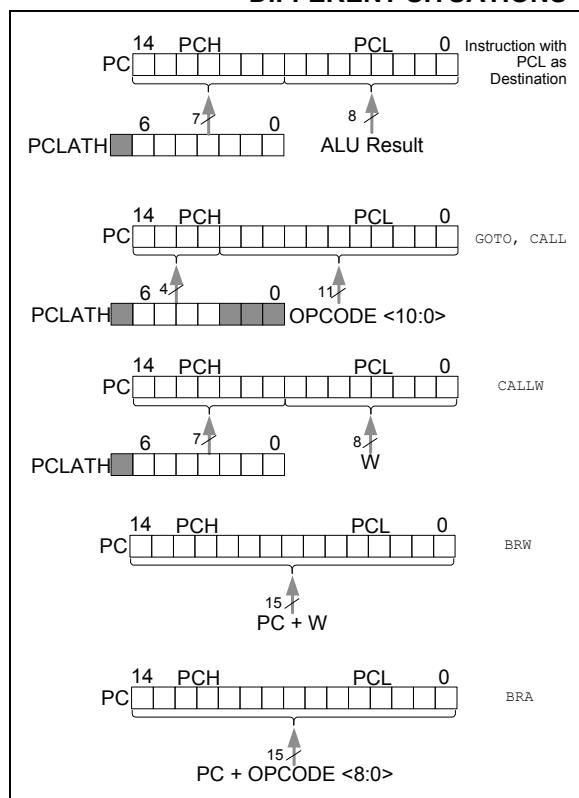 DIFFERENT SITUATIONS
14 PCH PCL 0
PC
Instruction with
PCL as
Destination
7
8
6 0
PCLATH
ALU Result
14 PCH PCL 0
PC
GOTO, CALL
4
11
6 0
PCLATH
OPCODE <10:0>
14 PCH PCL 0
PC
CALLW
7
8
6 0
W
PCLATH
14 PCH PCL 0
PC
BRW
15
PC + W
14 PCH PCL 0
PC
BRA
15
PC + OPCODE <8:0>